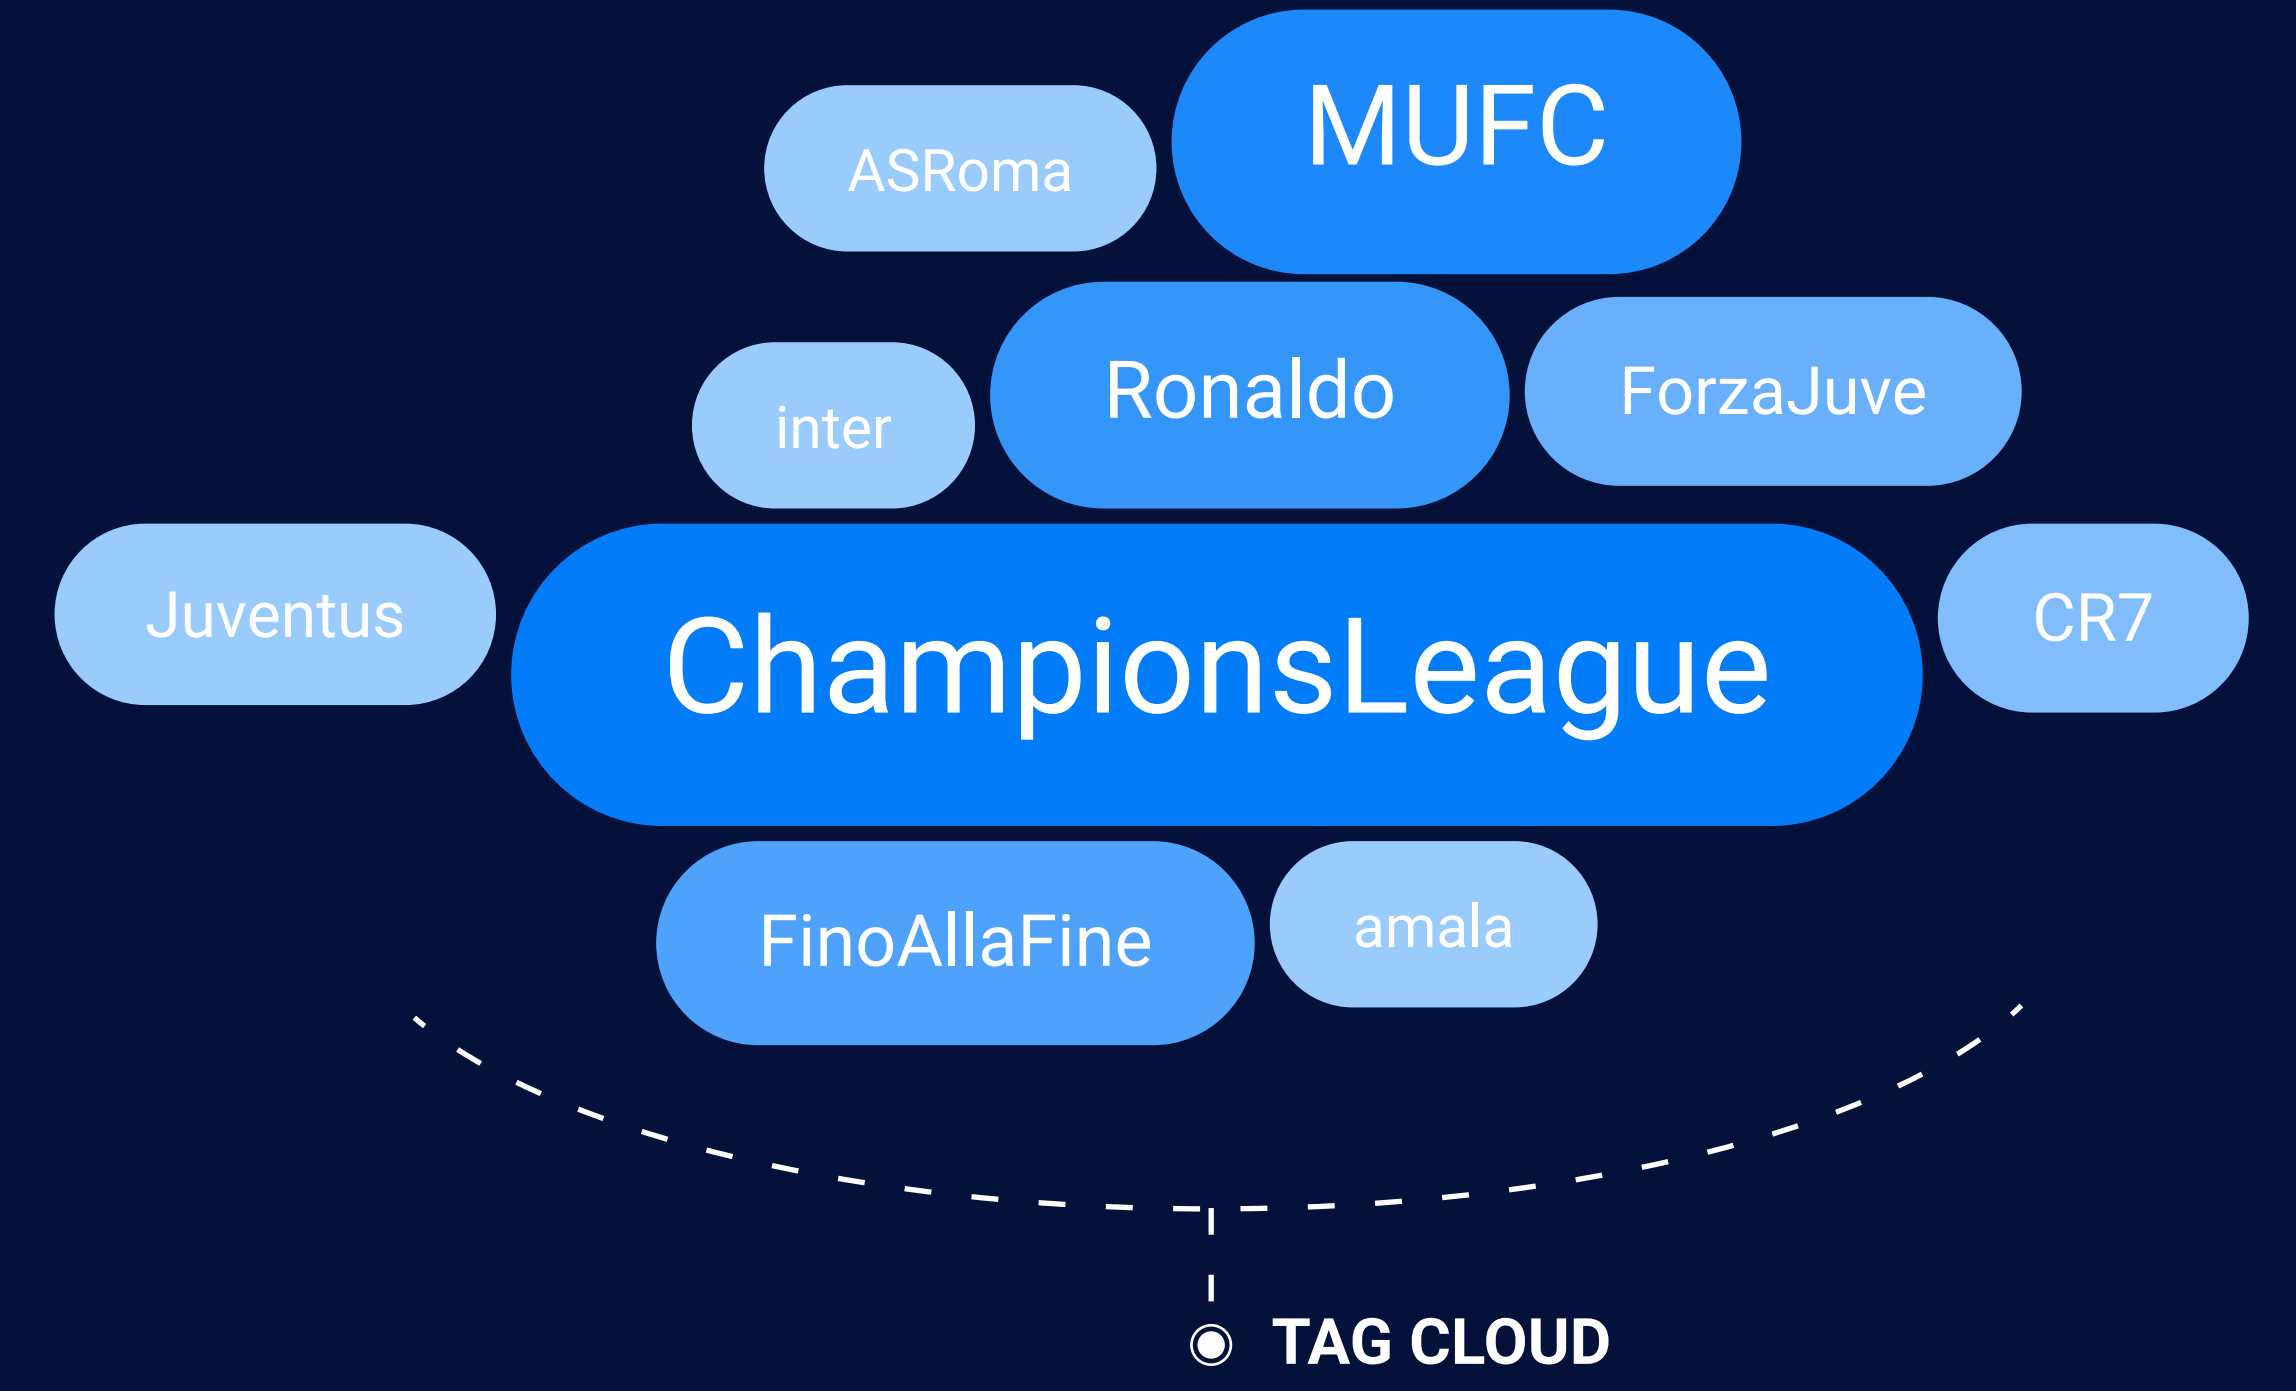 MUFC
ASRoma
Ronaldo
ForzaJuve
inter
Juventus
ChampionsLeague
CR7
FinoAllaFine
amala
TAG CLOUD